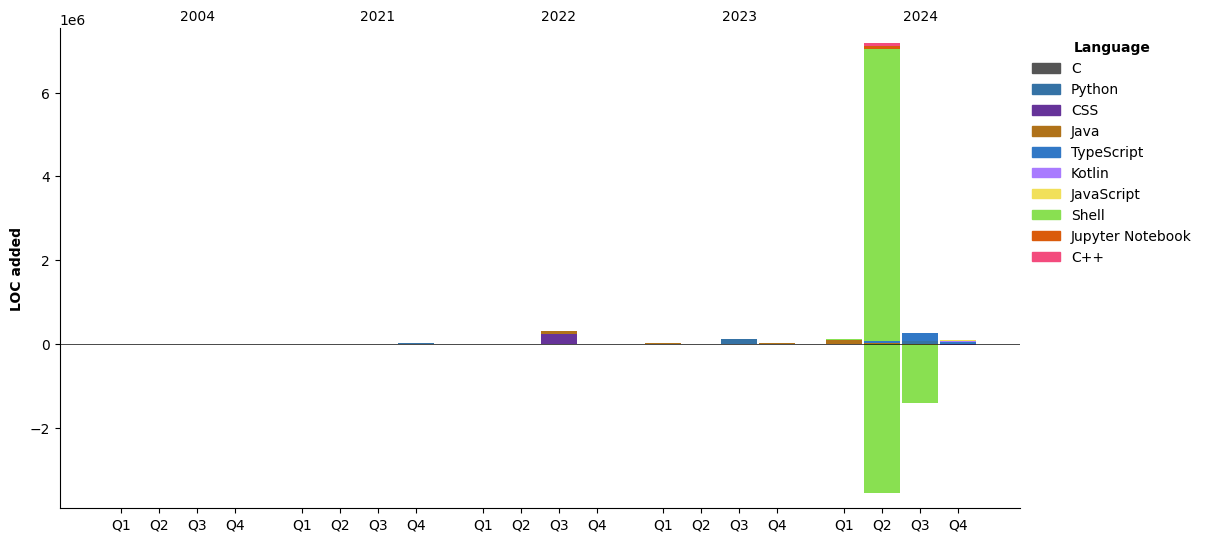 2004 2021 2022 2023 2024
1e6
Language
C
Python
CSS
Java
TypeScript
Kotlin
JavaScript
Shell
Jupyter Notebook
C++
LOC added
6
4
2
0
−2
Q1 Q2 Q3 Q4 Q1 Q2 Q3 Q4 Q1 Q2 Q3 Q4 Q1 Q2 Q3 Q4 Q1 Q2 Q3 Q4